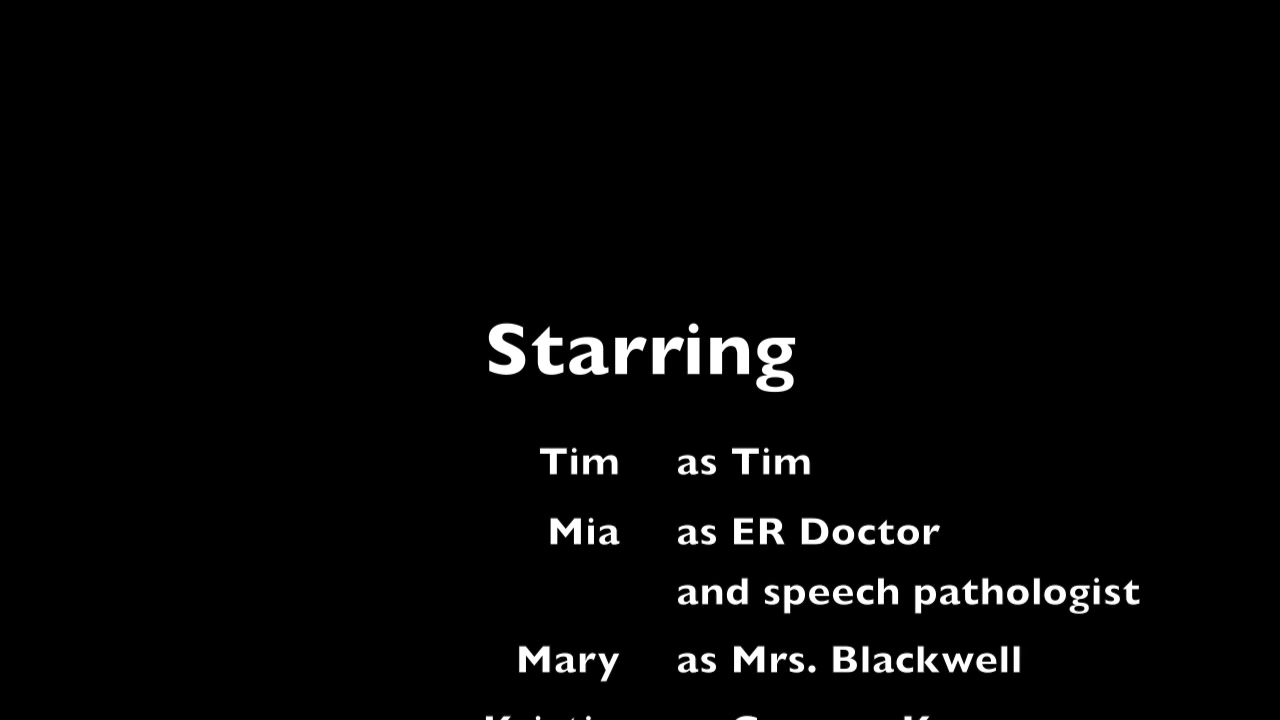 Starring
Tim as Tim
Mia as ER Doctor
and speech pathologist
Mary as Mrs. Blackwell